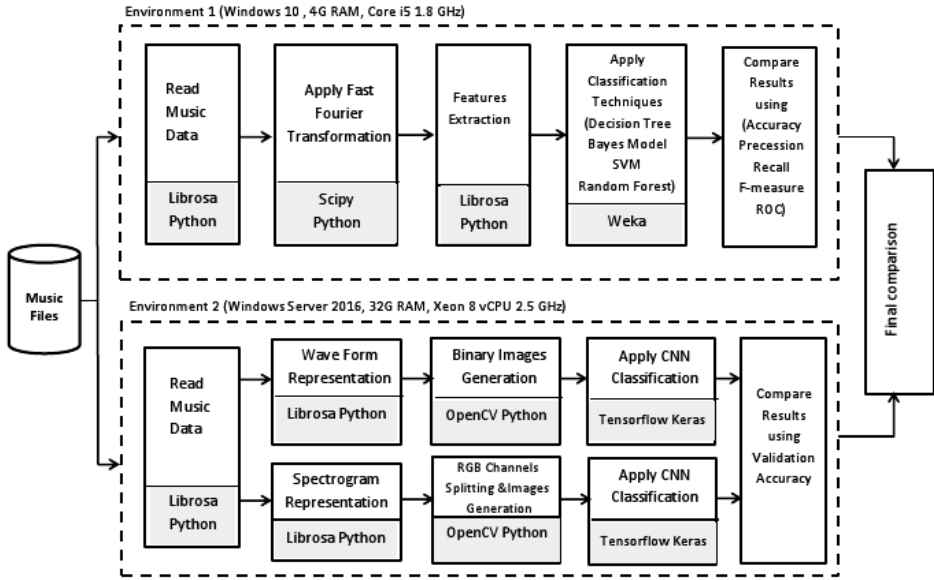 Environment 1 (Windows 10 , 4G RAM, Core i5 1.8 GHz)
Read
Music
Data
Librosa
Python
Apply Fast
Fourier
Transformation
Scipy
Python
Features
Extraction
Librosa
Python
Apply
Classification
Techniques
(Decision Tree
Bayes Model
SVM
Random Forest)
Weka
Compare
Results
using
(Accuracy
Precession
Recall
F-measure
ROC)
Music
Files
Final comparison
Environment 2 (Windows Server 2016, 32G RAM, Xeon 8 vCPU 2.5 GHz)
Read
Music
Data
Librosa
Python
Wave Form
Representation
Librosa Python
Binary Images
Generation
OpenCV Python
Apply CNN
Classification
Tensorflow Keras
Spectrogram
Representation
Librosa Python
RGB Channels
Splitting &Images
Generation
OpenCV Python
Apply CNN
Classification
Tensorflow Keras
Compare
Results
using
Validation
Accuracy